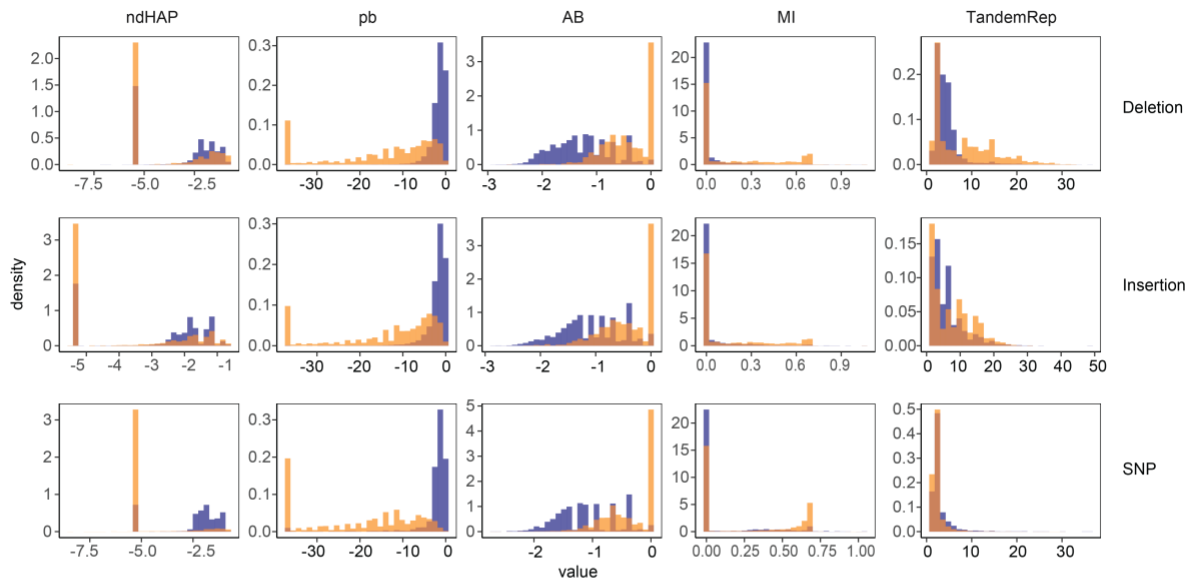 ndHAP pb AB MI TandemRep
2.0 0.3 3 20 0.2
1.5 15
1.0 0.2 2 10 0.1
0.5 0.1 1 5
0.0 0.0 0 0 0.0
Deletion
-7.5 -5.0 -2.5 -30 -20 -10 0 -3 -2 -1 0 0.0 0.3 0.6 0.9 0 10 20 30
3 0.3 3 20 0.15
2 0.2 2 15 0.10
1 0.1 1 10 0.05
0 0.0 0 5 0.00
0
Insertion
-5 -4 -3 -2 -1 -30 -20 -10 0 -3 -2 -1 0 0.0 0.3 0.6 0.9 0 10 20 30 40 50
density
3 0.3 5 20 0.5
2 0.2 4 15 0.4
1 0.1 3 10 0.3
0 0.0 2 5 0.2
1 0 0.1
0 0.0
SNP
-7.5 -5.0 -2.5 -30 -20 -10 0 -2 -1 0 0.00 0.25 0.50 0.75 1.00 0 10 20 30
value